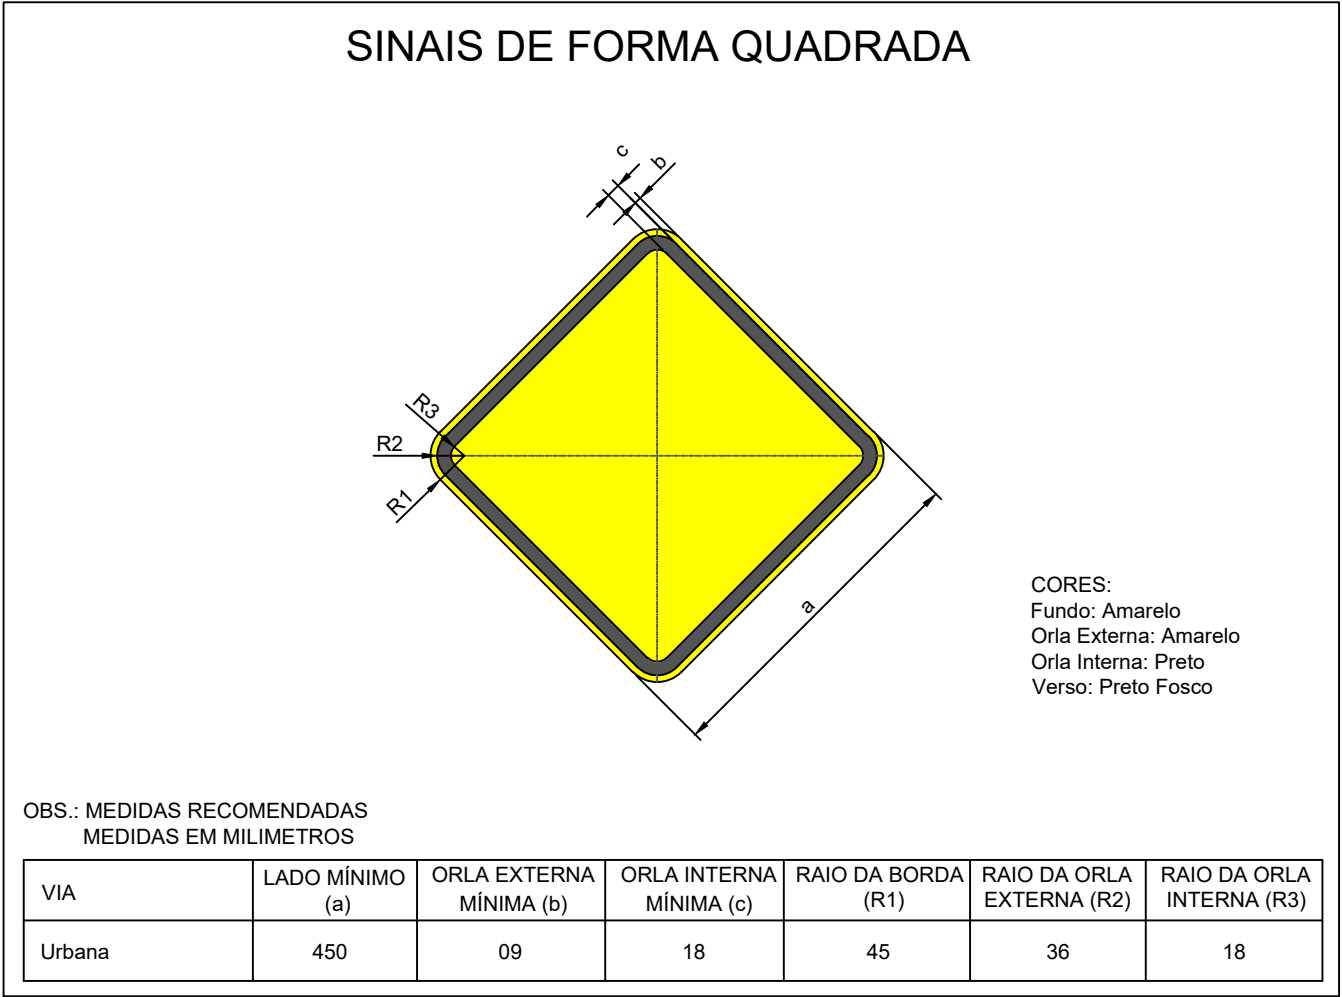 SINAIS DE FORMA QUADRADA
c
b
R3
R2
R1
a
CORES:
Fundo: Amarelo
Orla Externa: Amarelo
Orla Interna: Preto
Verso: Preto Fosco
OBS.: MEDIDAS RECOMENDADAS
MEDIDAS EM MILIMETROS
VIA
LADO MÍNIMO
(a)
ORLA EXTERNA
MÍNIMA (b)
ORLA INTERNA
MÍNIMA (c)
RAIO DA BORDA
(R1)
RAIO DA ORLA
EXTERNA (R2)
RAIO DA ORLA
INTERNA (R3)
Urbana
450
09
18
45
36
18